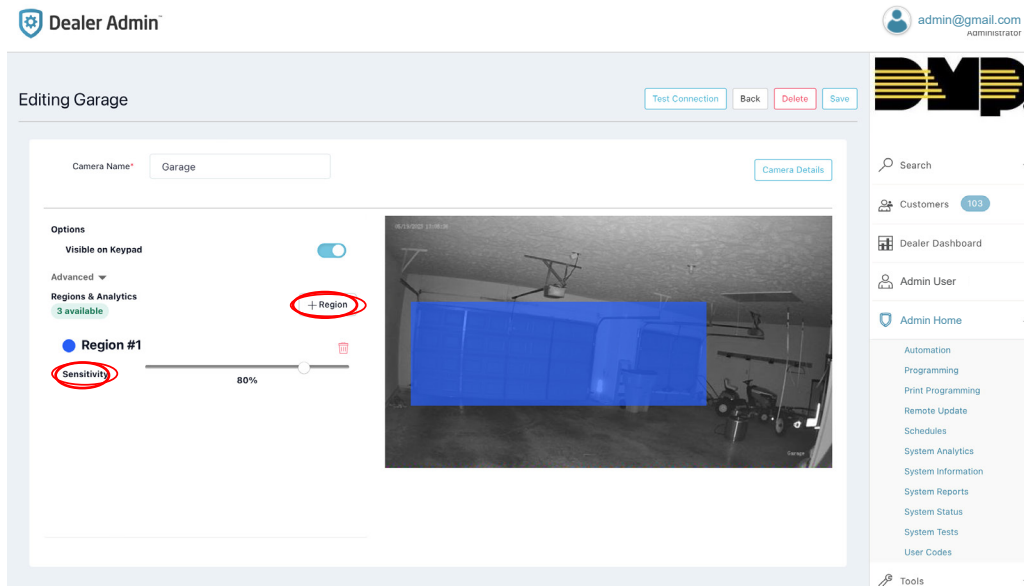 Dealer Admin™
admin@gmail.com
Administrator
DMP
Editing Garage
Test Connection
Back
Delete
Save
Camera Name*
Garage
Camera Details
Options
Visible on Keypad
Advanced
Regions & Analytics
3 available
+ Region
Region #1
Sensitivity
80%
Garage
Search
Customers 103
Dealer Dashboard
Admin User
Admin Home
Automation
Programming
Print Programming
Remote Update
Schedules
System Analytics
System Information
System Reports
System Status
System Tests
User Codes
Tools